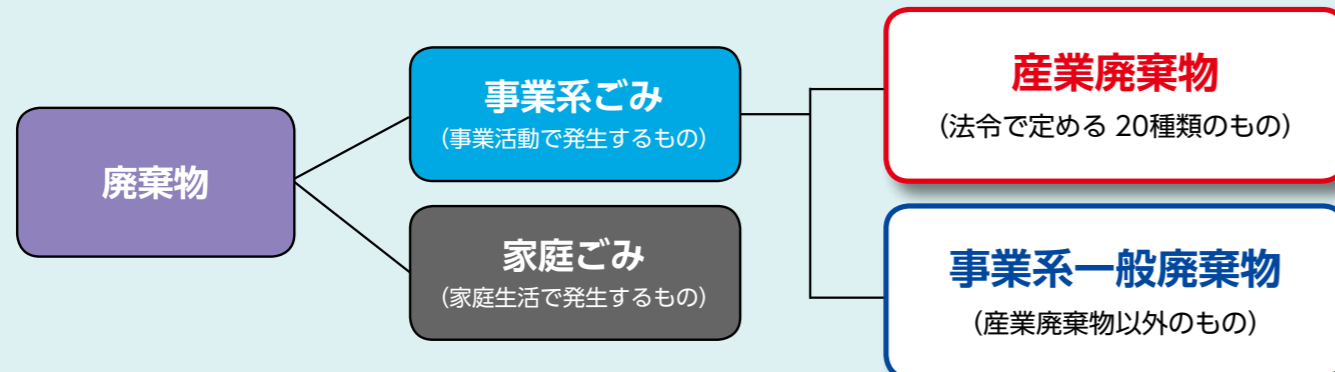 廃棄物
事業系ごみ
（事業活動で発生するもの）
家庭ごみ
（家庭生活で発生するもの）
産業廃棄物
（法令で定める 20種類のもの）
事業系一般廃棄物
（産業廃棄物以外のもの）